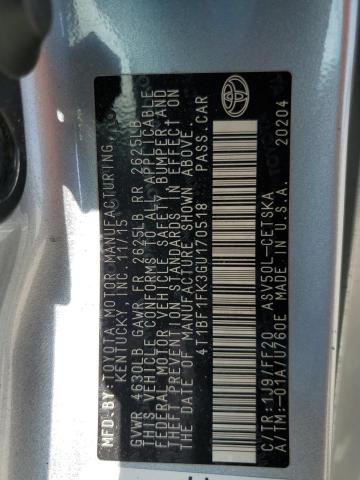 MFD.BY: TOYOTA MOTOR MANUFACTURING,
KENTUCKY, INC. 11/15
GVWR 4630LB GAWR FR 2625LB RR 2625LB
THIS VEHICLE CONFORMS TO ALL APPLICABLE
FEDERAL MOTOR VEHICLE SAFETY, BUMPER AND
THEFT PREVENTION STANDARDS IN EFFECT ON
THE DATE OF MANUFACTURE SHOWN ABOVE.
4T1BF1FK3GU170518 PASS.CAR
C/TR:1J9A/FF20 ASV50L-CETSKA
A/TM:-01A/U760E MADE IN U.S.A. 20204